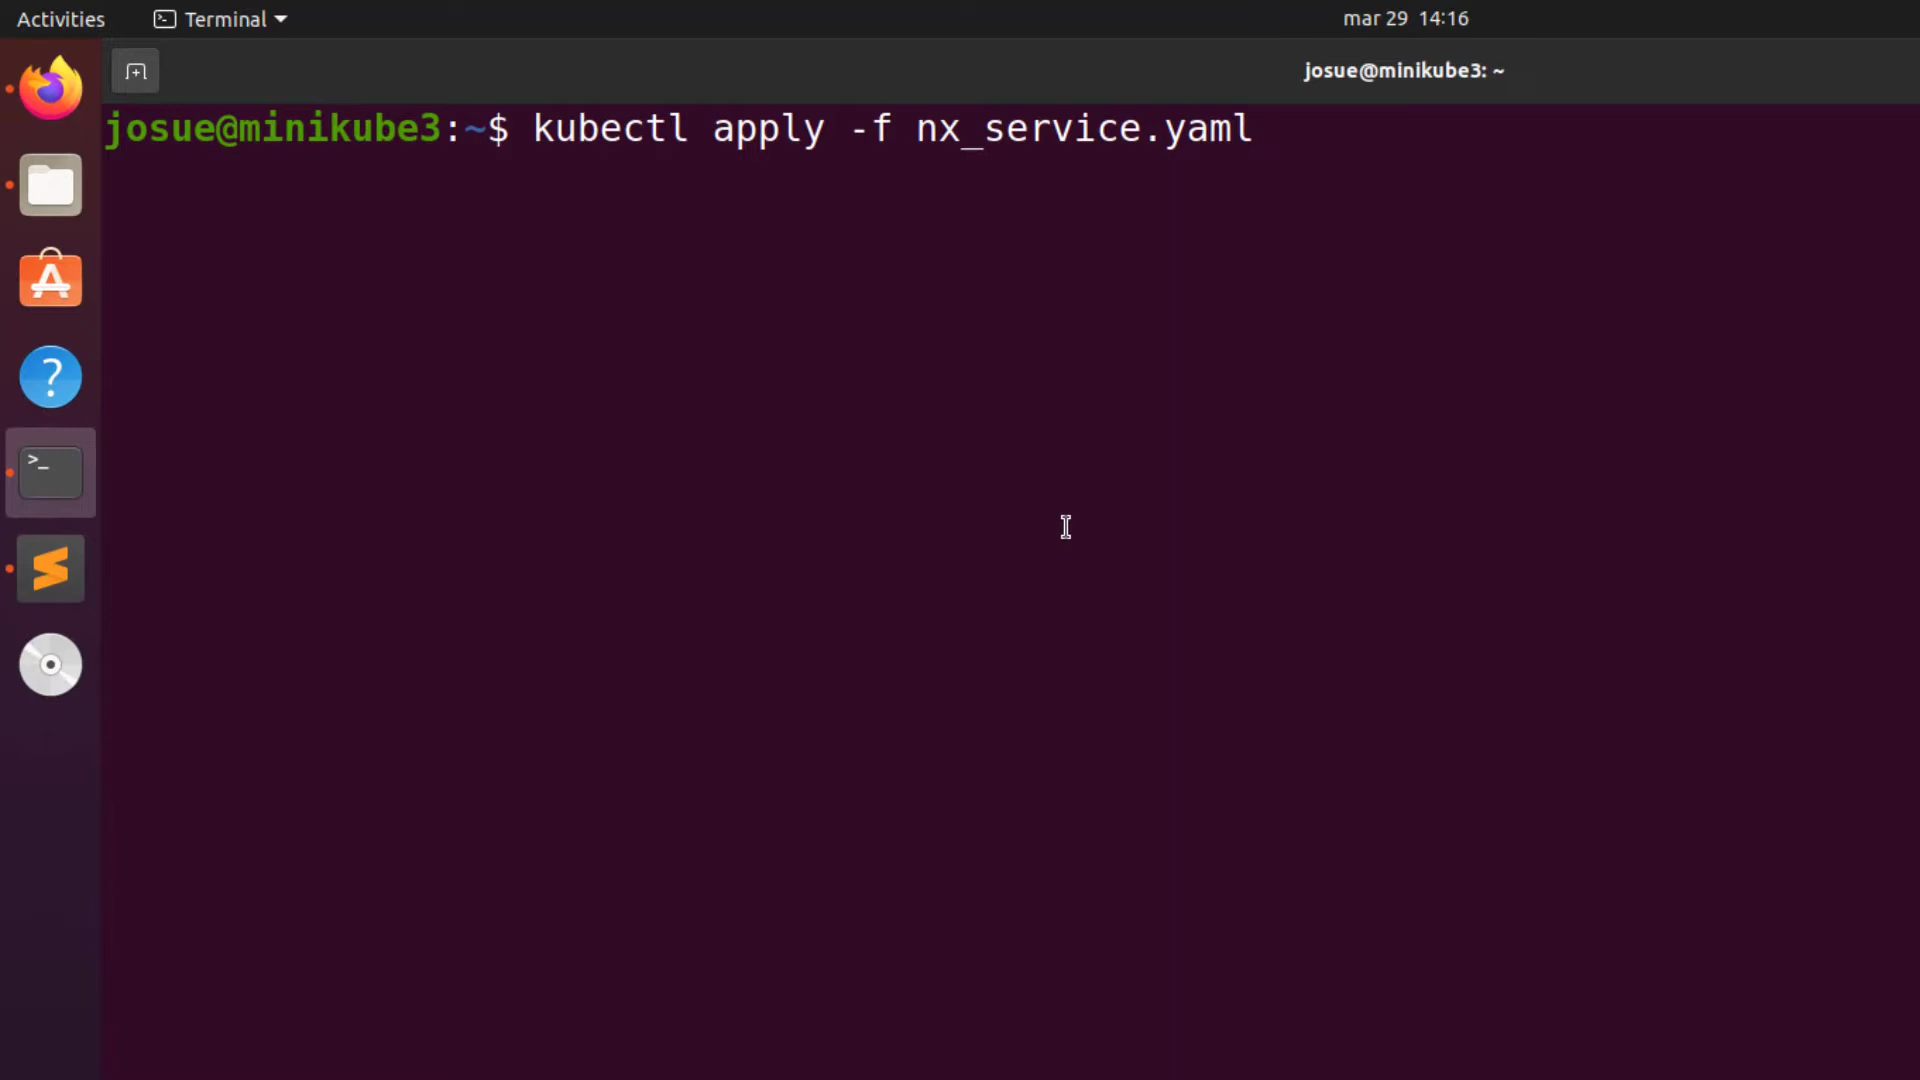 Activities Terminal mar 29 14:16
josue@minikube3: ~
josue@minikube3:~$ kubectl apply -f nx_service.yaml